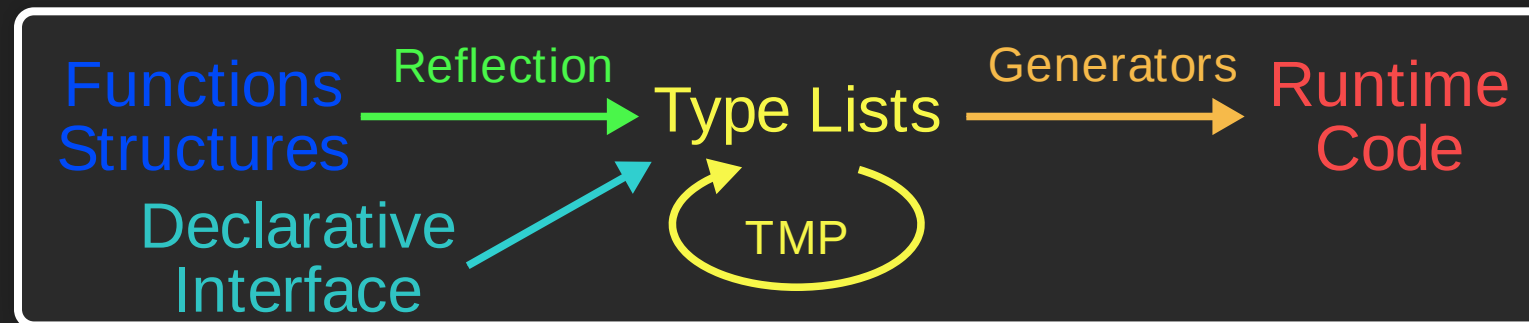 Functions
Structures
Reflection
Type Lists
Generators
Runtime
Code
Declarative
Interface
TMP